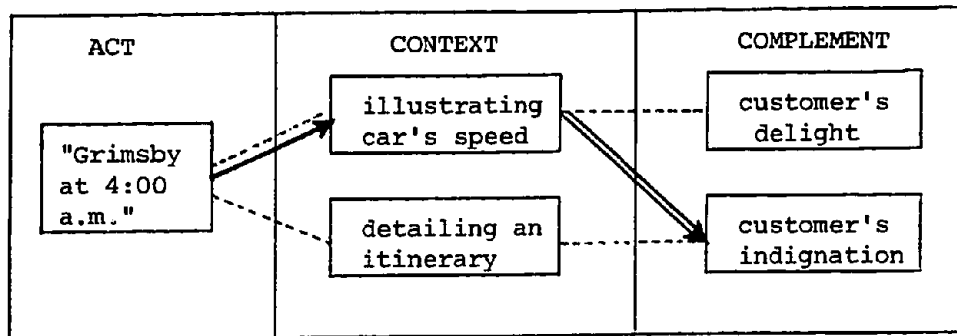 ACT
CONTEXT
COMPLEMENT
"Grimsby
at 4:00
a.m."
illustrating
car's speed
detailing an
itinerary
customer's
delight
customer's
indignation